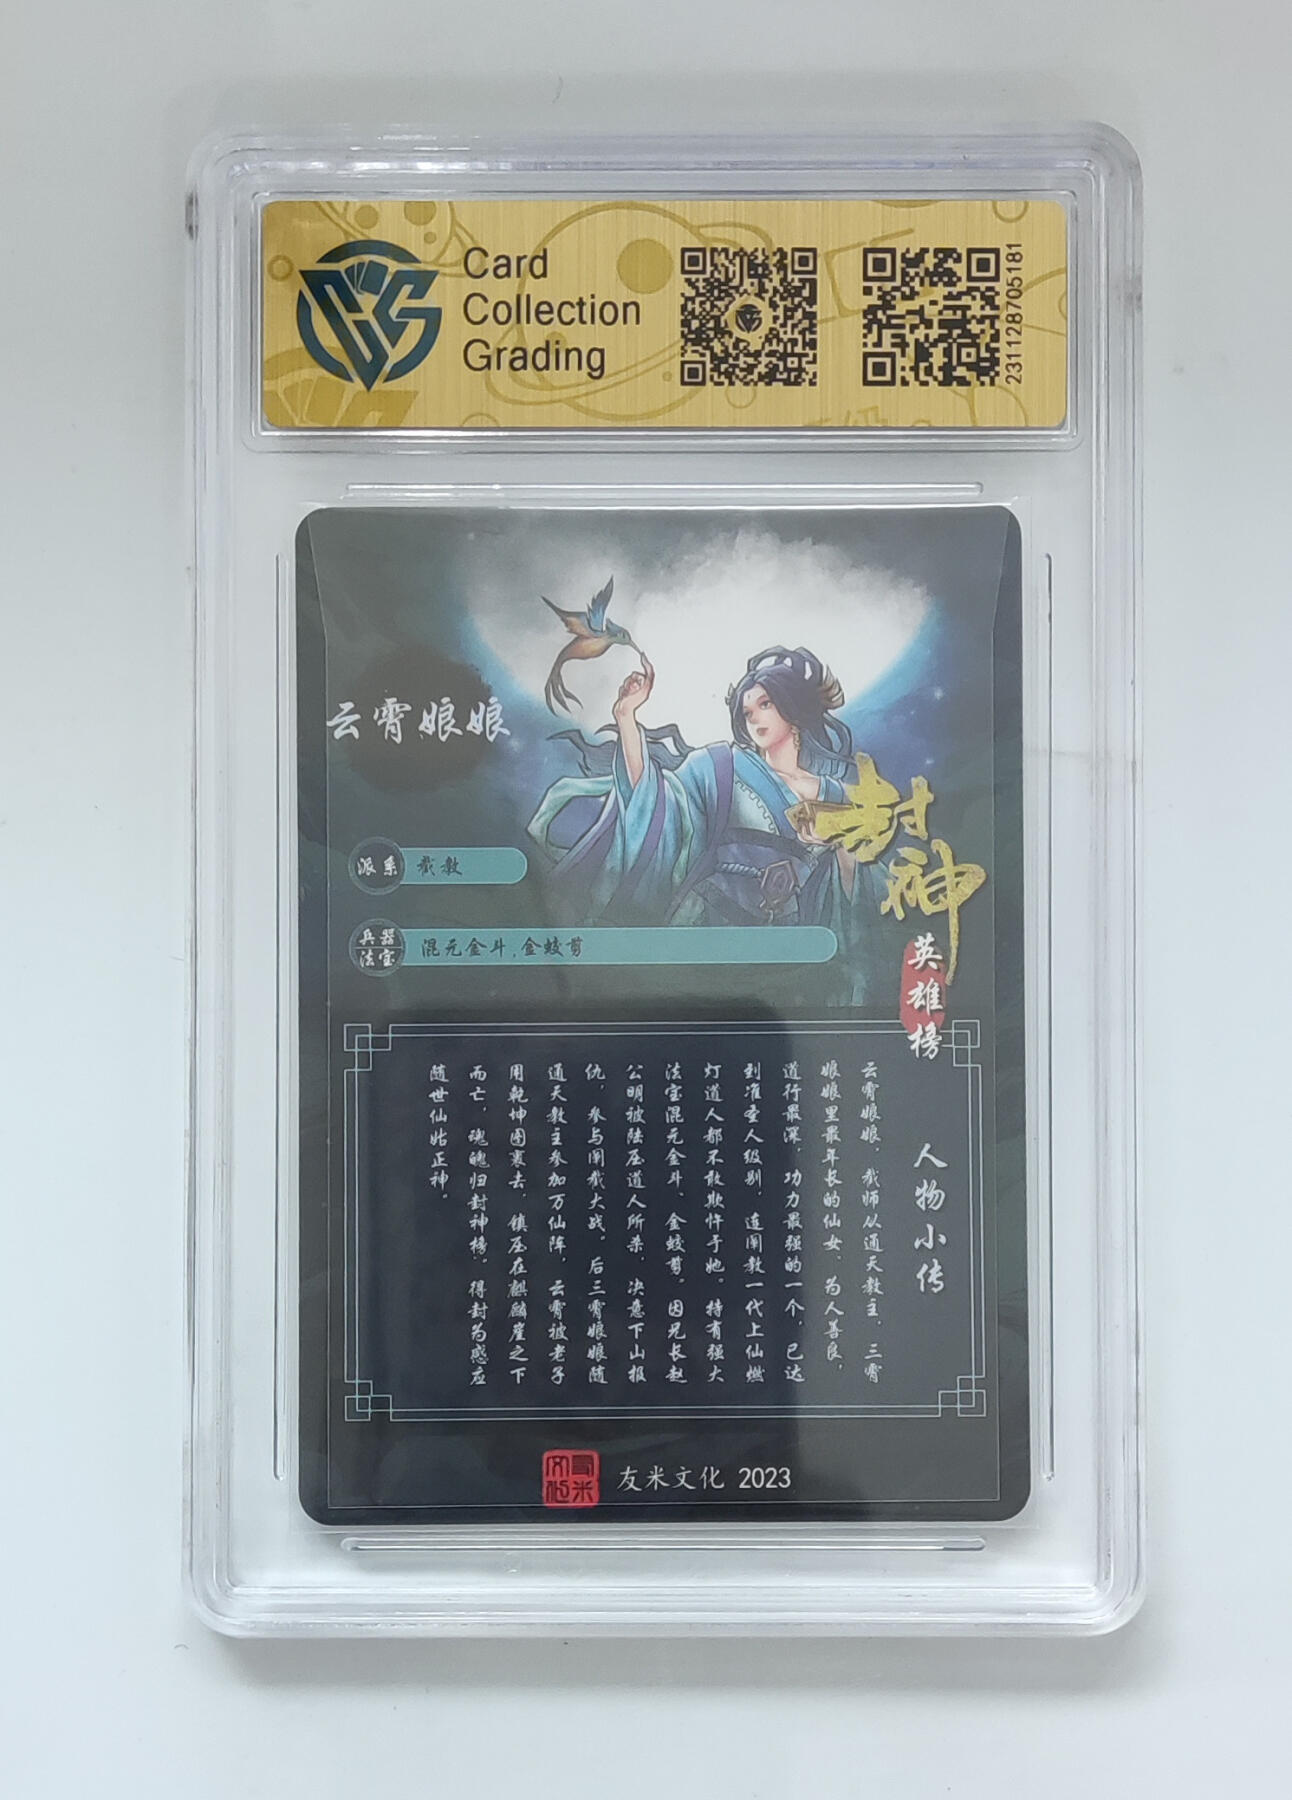 Card
Collection
Grading
231128705181
云霄娘娘
封神
英雄榜
派系
截教
兵器
法宝
混元金斗,金蛟剪
人物小传
云霄娘娘，截师从通天教主，三霄
娘娘里最年长的仙女，为人善良，
道行最深，功力最强的一个，已达
到准圣人级别，连阐教一代上仙燃
灯道人都不敢欺忤于她。持有强大
法宝混元金斗、金蛟剪。因兄长赵
公明被陆压道人所杀，决意下山报
仇，参与阐截大战。后三霄娘娘随
通天教主参加万仙阵，云霄被老子
用乾坤图裹去，镇压在麒麟崖之下
而亡，魂魄归封神榜。得封为感应
随世仙姑正神。
友米文化 2023